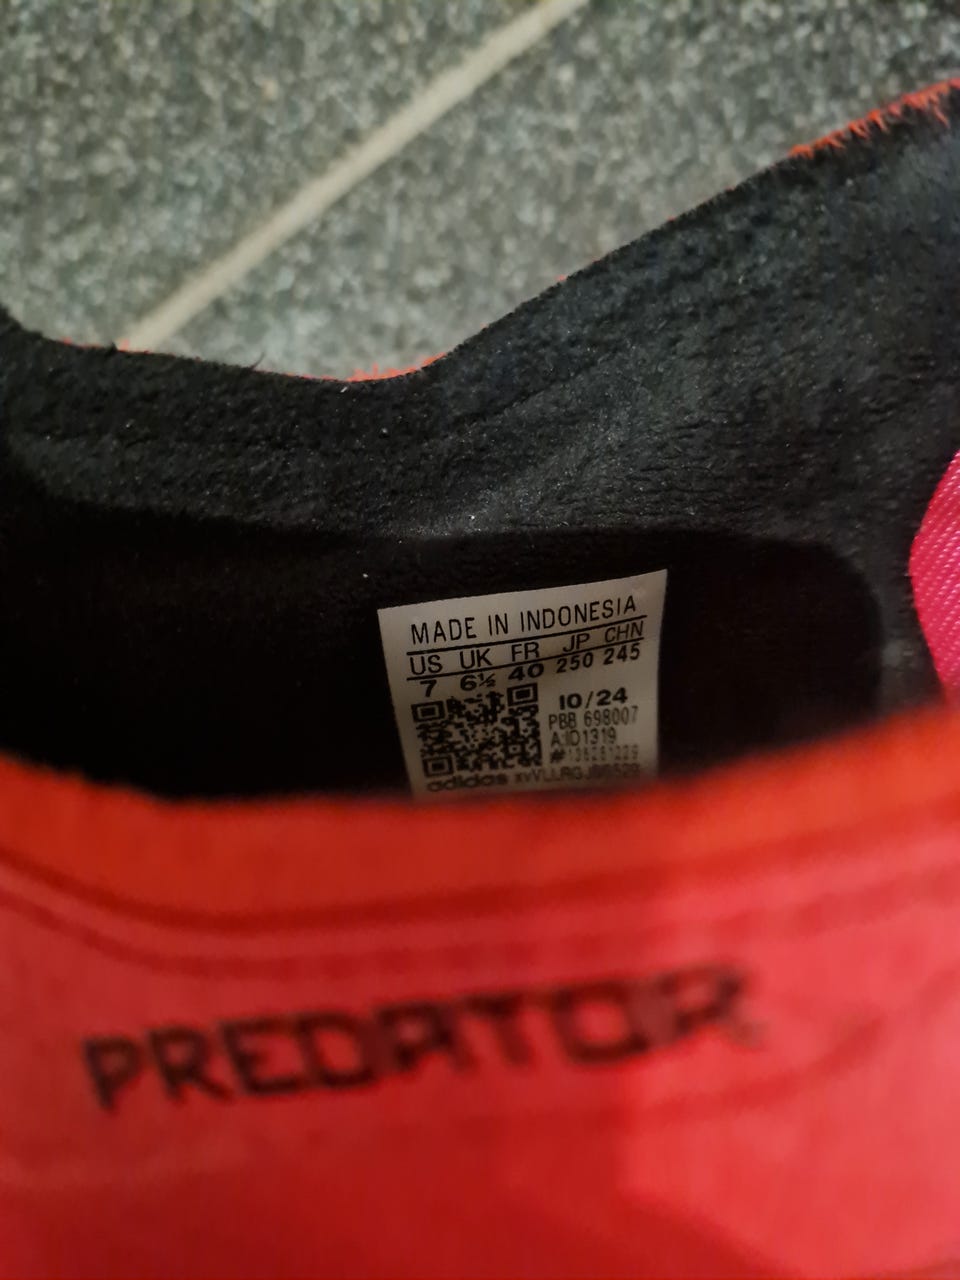 MADE IN INDONESIA
US UK FR JP CHN
7 6½ 40 250 245
10/24
PBB 698007
adidas
PREDATOR